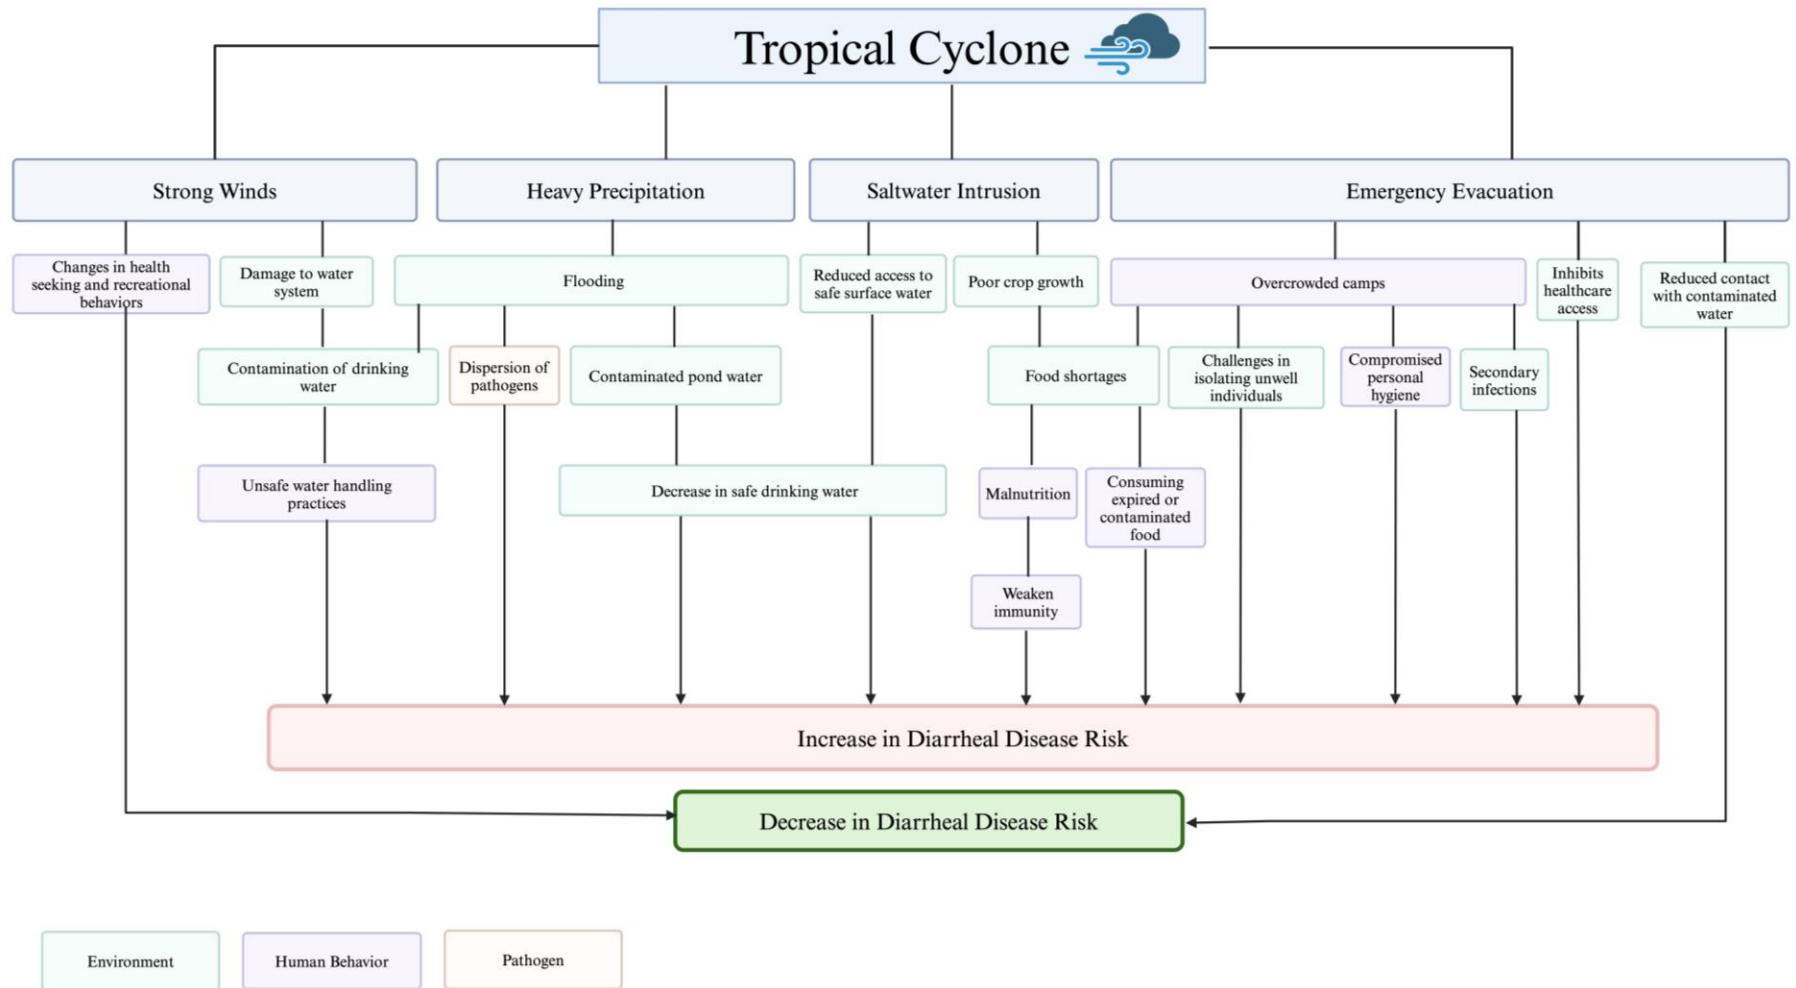 Tropical Cyclone
Strong Winds
Heavy Precipitation
Saltwater Intrusion
Emergency Evacuation
Changes in health
seeking and recreational
behaviors
Damage to water
system
Flooding
Reduced access to
safe surface water
Poor crop growth
Overcrowded camps
Inhibits
healthcare
access
Reduced contact
with contaminated
water
Contamination of drinking
water
Dispersion of
pathogens
Contaminated pond water
Food shortages
Challenges in
isolating unwell
individuals
Compromised
personal
hygiene
Secondary
infections
Unsafe water handling
practices
Decrease in safe drinking water
Malnutrition
Consuming
expired or
contaminated
food
Weaken
immunity
Increase in Diarrheal Disease Risk
Decrease in Diarrheal Disease Risk
Environment
Human Behavior
Pathogen